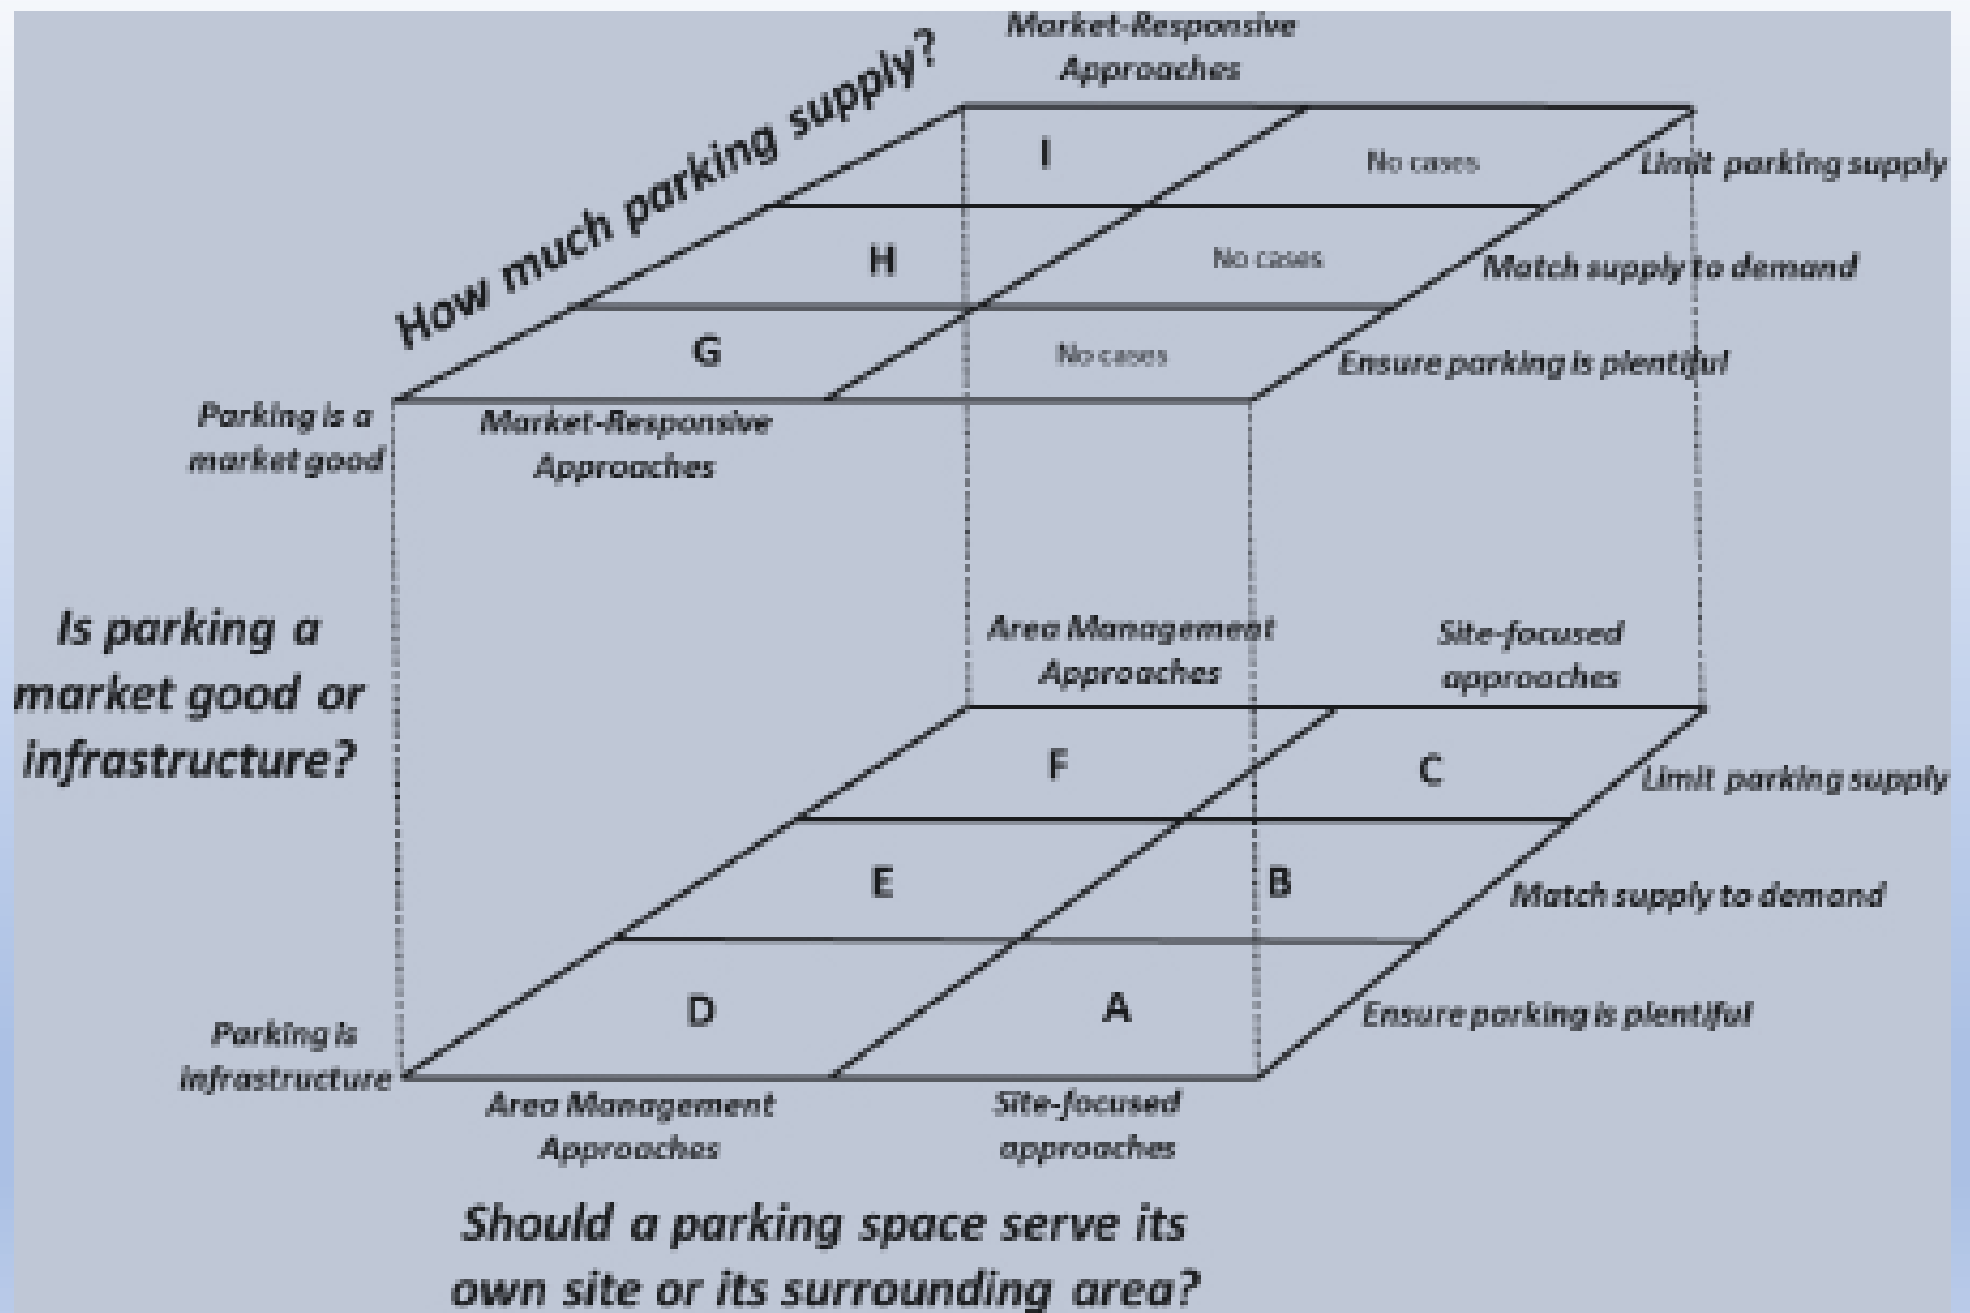 Market-Responsive
Approaches
How much parking supply?
I
No cases
Limit parking supply
H
No cases
Match supply to demand
G
No cases
Ensure parking is plentiful
Parking is a
market good
Market-Responsive
Approaches
Is parking a
market good or
infrastructure?
Area Management
Approaches
Site-focused
approaches
F
C
Limit parking supply
E
B
Match supply to demand
D
A
Ensure parking is plentiful
Parking is
infrastructure
Area Management
Approaches
Site-focused
approaches
Should a parking space serve its
own site or its surrounding area?